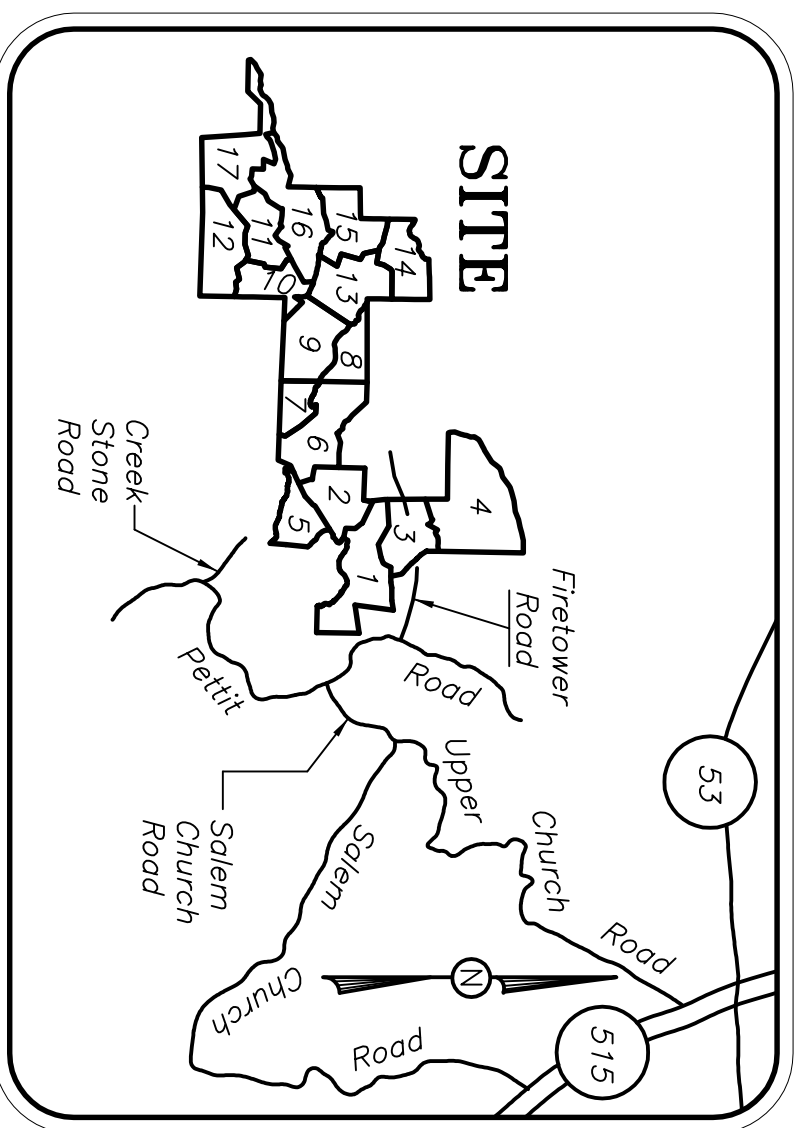 SITE
53
14
15
13
16
11
10
17
12
9
8
7
6
2
5
3
4
1
Firetower
Road
Creek
Stone
Road
Pettit
Road
Upper
Church
Road
Salem
Church
Road
Salem
Church
Road
N
515